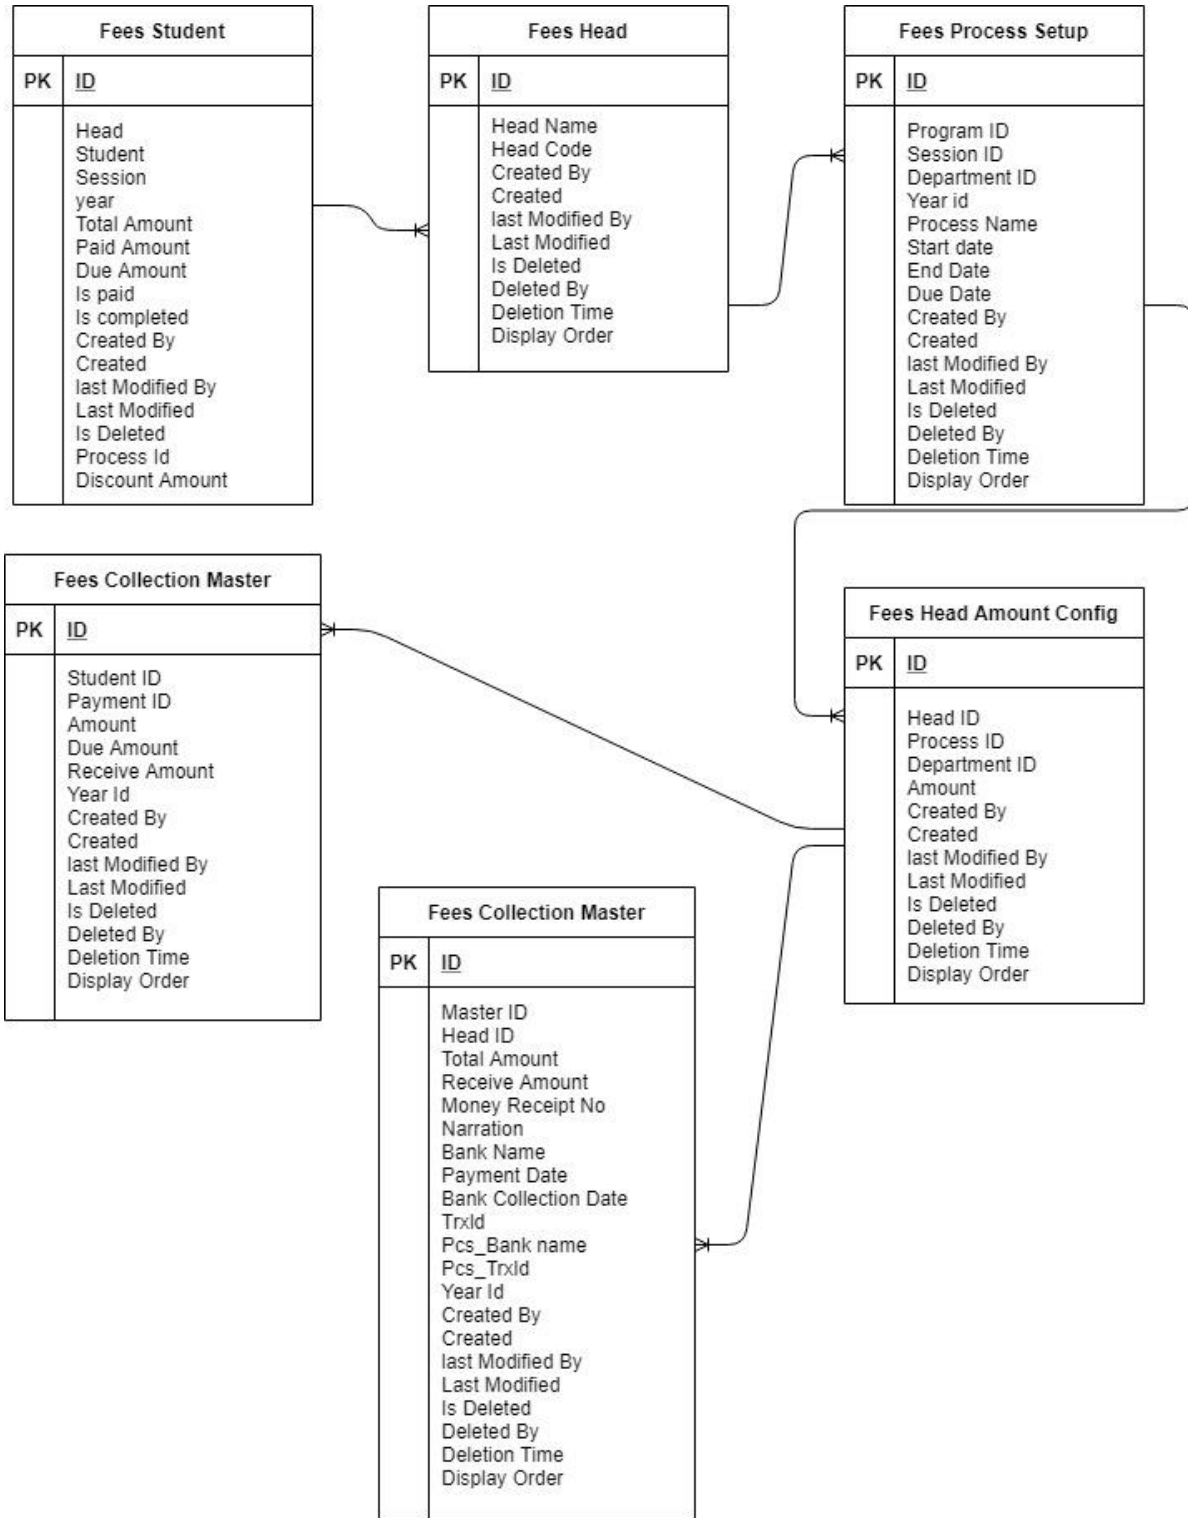 Fees Student
PK ID
Head
Student
Session
year
Total Amount
Paid Amount
Due Amount
Is paid
Is completed
Created By
Created
last Modified By
Last Modified
Is Deleted
Process Id
Discount Amount
Fees Head
PK ID
Head Name
Head Code
Created By
Created
last Modified By
Last Modified
Is Deleted
Deleted By
Deletion Time
Display Order
Fees Process Setup
PK ID
Program ID
Session ID
Department ID
Year id
Process Name
Start date
End Date
Due Date
Created By
Created
last Modified By
Last Modified
Is Deleted
Deleted By
Deletion Time
Display Order
Fees Collection Master
PK ID
Student ID
Payment ID
Amount
Due Amount
Receive Amount
Year Id
Created By
Created
last Modified By
Last Modified
Is Deleted
Deleted By
Deletion Time
Display Order
Fees Head Amount Config
PK ID
Head ID
Process ID
Department ID
Amount
Created By
Created
last Modified By
Last Modified
Is Deleted
Deleted By
Deletion Time
Display Order
Fees Collection Master
PK ID
Master ID
Head ID
Total Amount
Receive Amount
Money Receipt No
Narration
Bank Name
Payment Date
Bank Collection Date
TrxId
Pcs_Bank name
Pcs_TrxId
Year Id
Created By
Created
last Modified By
Last Modified
Is Deleted
Deleted By
Deletion Time
Display Order